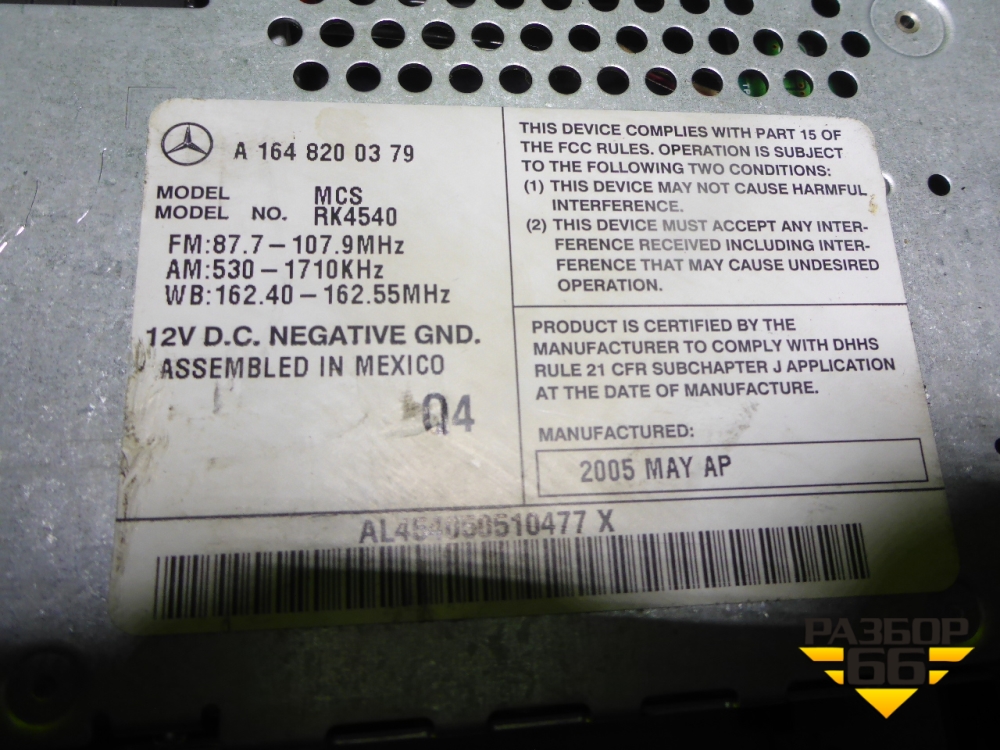 A 164 820 03 79
MODEL MCS
MODEL NO. RK4540
FM:87.7-107.9MHz
AM:530-1710KHz
WB:162.40-162.55MHz
12V D.C. NEGATIVE GND.
ASSEMBLED IN MEXICO
Q4
THIS DEVICE COMPLIES WITH PART 15 OF
THE FCC RULES. OPERATION IS SUBJECT
TO THE FOLLOWING TWO CONDITIONS:
(1) THIS DEVICE MAY NOT CAUSE HARMFUL
INTERFERENCE.
(2) THIS DEVICE MUST ACCEPT ANY INTER-
FERENCE RECEIVED INCLUDING INTER-
FERENCE THAT MAY CAUSE UNDESIRED
OPERATION.
PRODUCT IS CERTIFIED BY THE
MANUFACTURER TO COMPLY WITH DHHS
RULE 21 CFR SUBCHAPTER J APPLICATION
AT THE DATE OF MANUFACTURE.
MANUFACTURED:
2005 MAY AP
AL454050510477 X
РАЗБОР
66